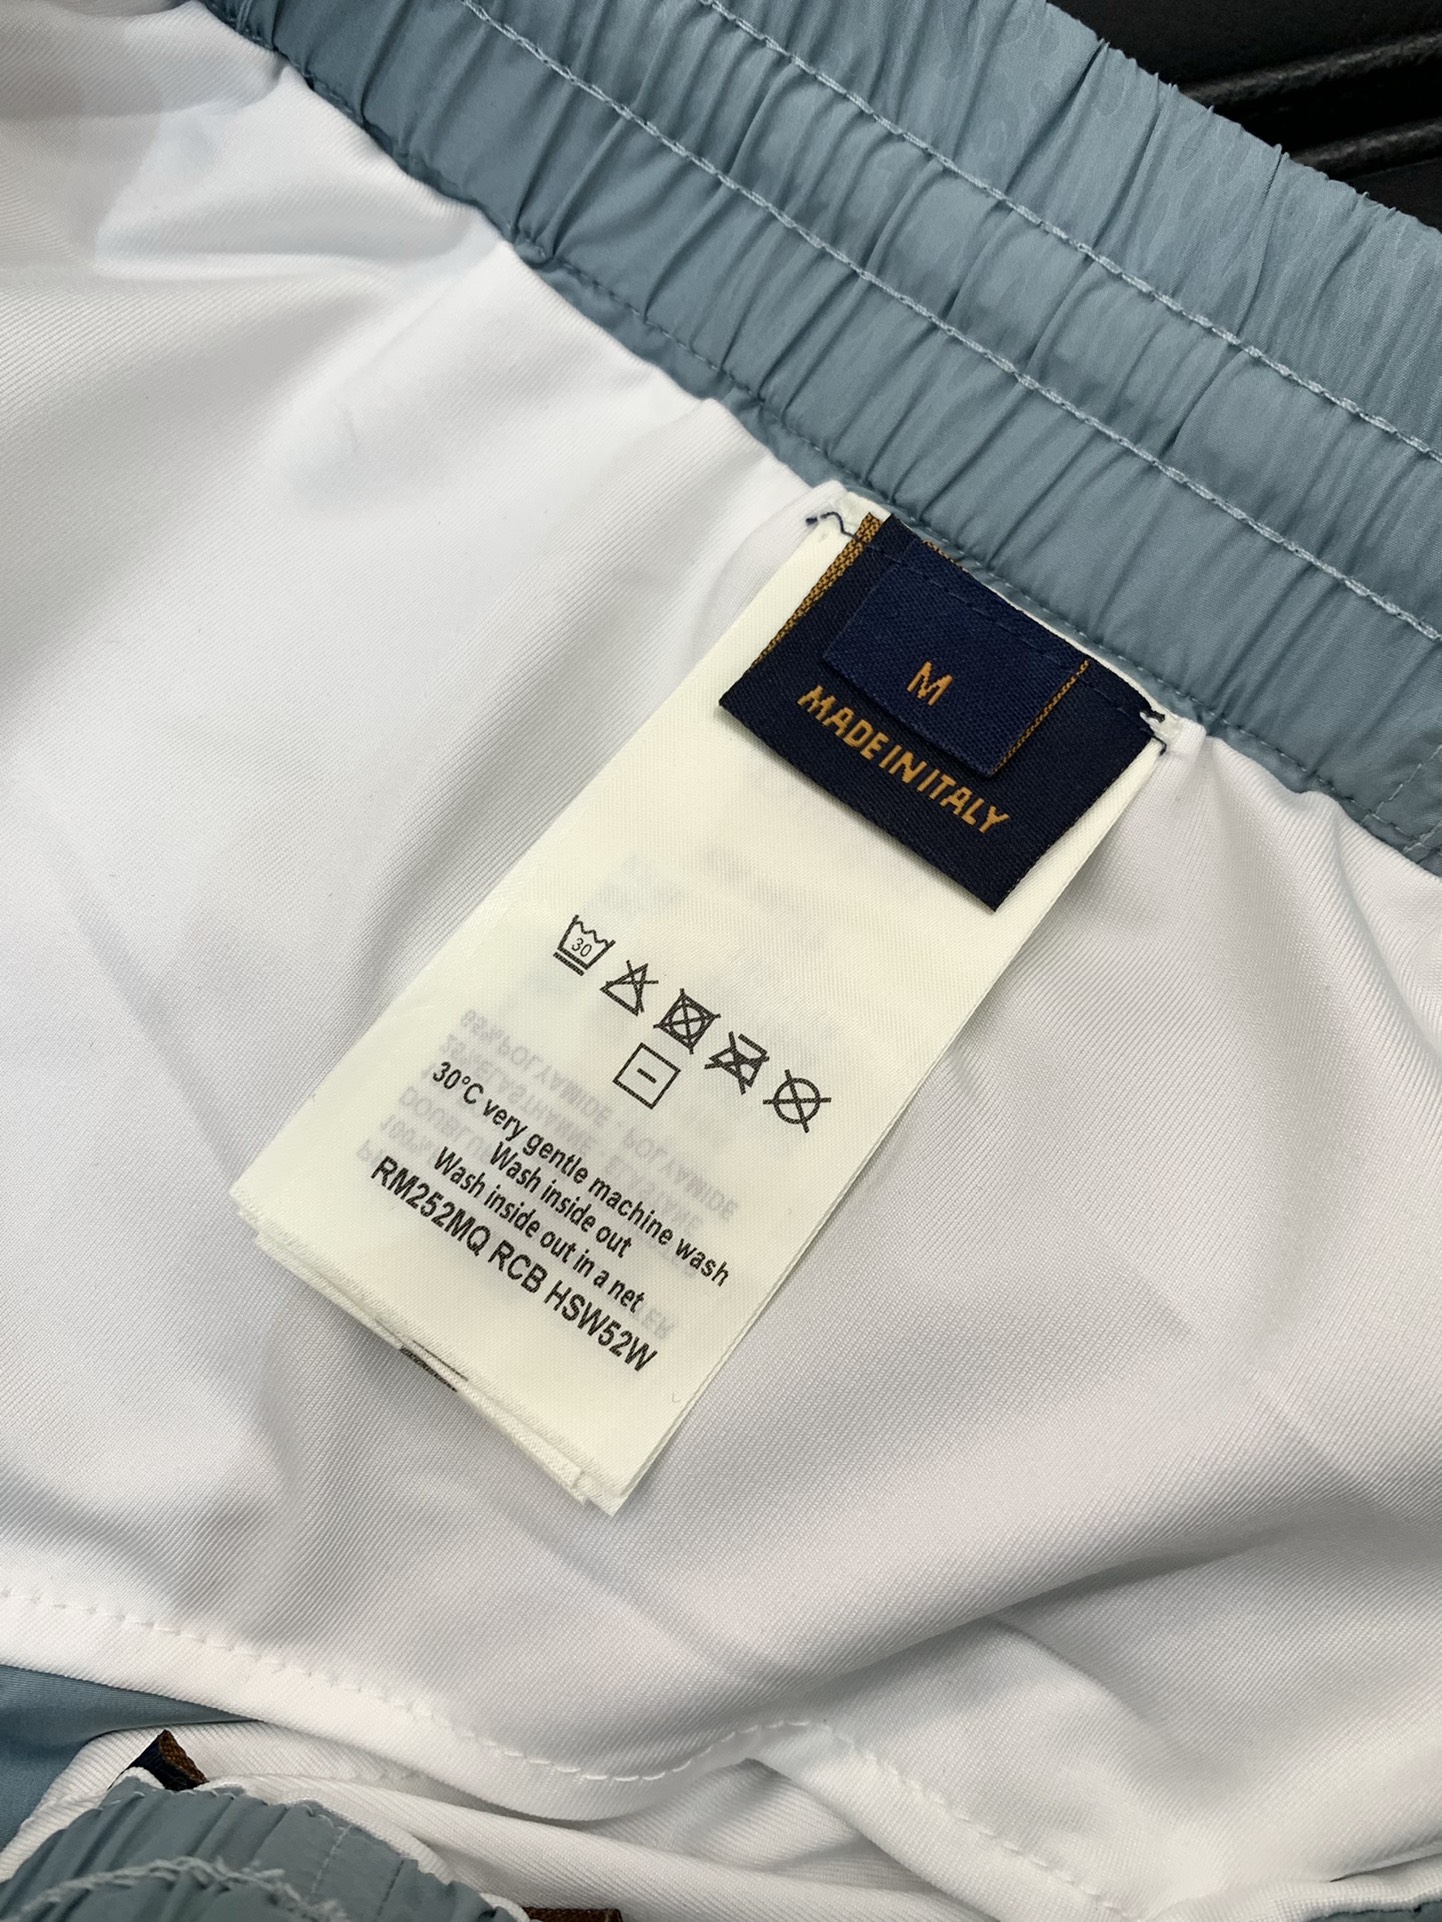 M
MADE IN ITALY
30
30°C very gentle machine wash
Wash inside out
Wash inside out in a net
RM252MQ RCB HSW52W